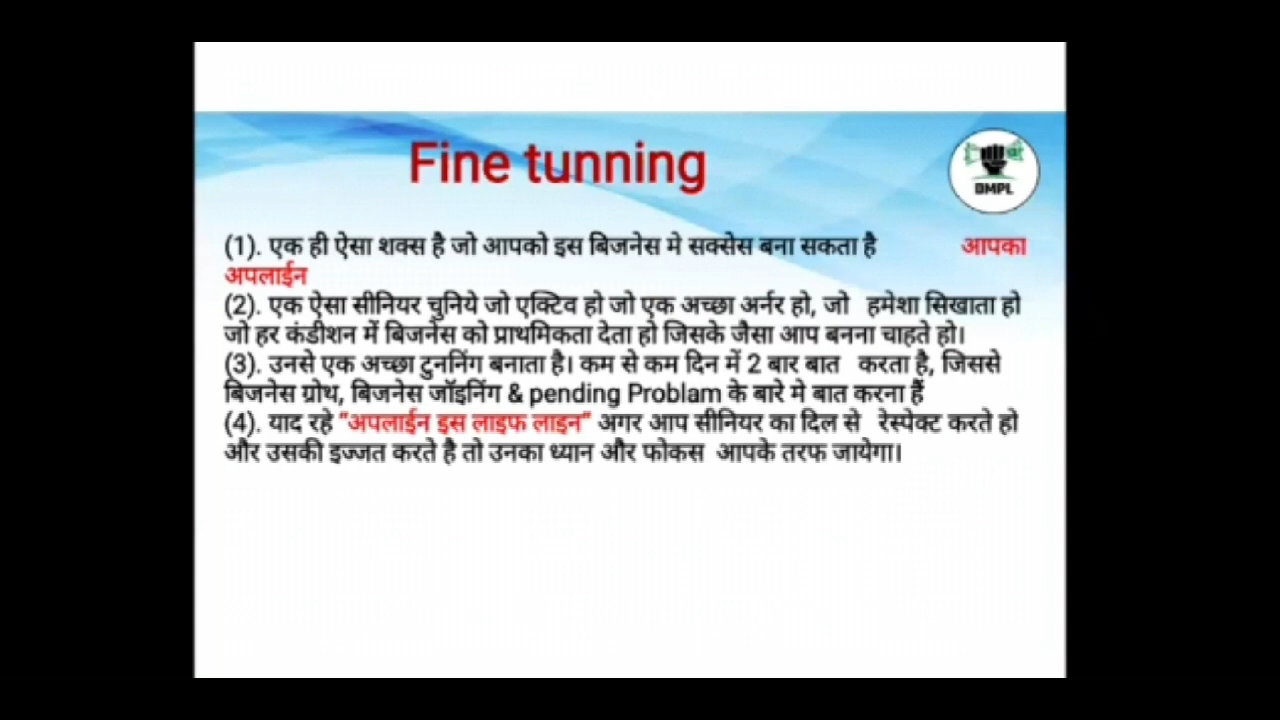 Fine tunning
DMPL
(1). एक ही ऐसा शक्स है जो आपको इस बिजनेस मे सक्सेस बना सकता है आपका
अपलाईन
(2). एक ऐसा सीनियर चुनिये जो एक्टिव हो जो एक अच्छा अर्नर हो, जो हमेशा सिखाता हो
जो हर कंडीशन में बिजनेस को प्राथमिकता देता हो जिसके जैसा आप बनना चाहते हो।
(3). उनसे एक अच्छा टुननिंग बनाता है। कम से कम दिन में 2 बार बात करता है, जिससे
बिजनेस ग्रोथ, बिजनेस जॉइनिंग & pending Problam के बारे मे बात करना हैं
(4). याद रहे "अपलाईन इस लाइफ लाइन" अगर आप सीनियर का दिल से रेस्पेक्ट करते हो
और उसकी इज्जत करते है तो उनका ध्यान और फोकस आपके तरफ जायेगा।